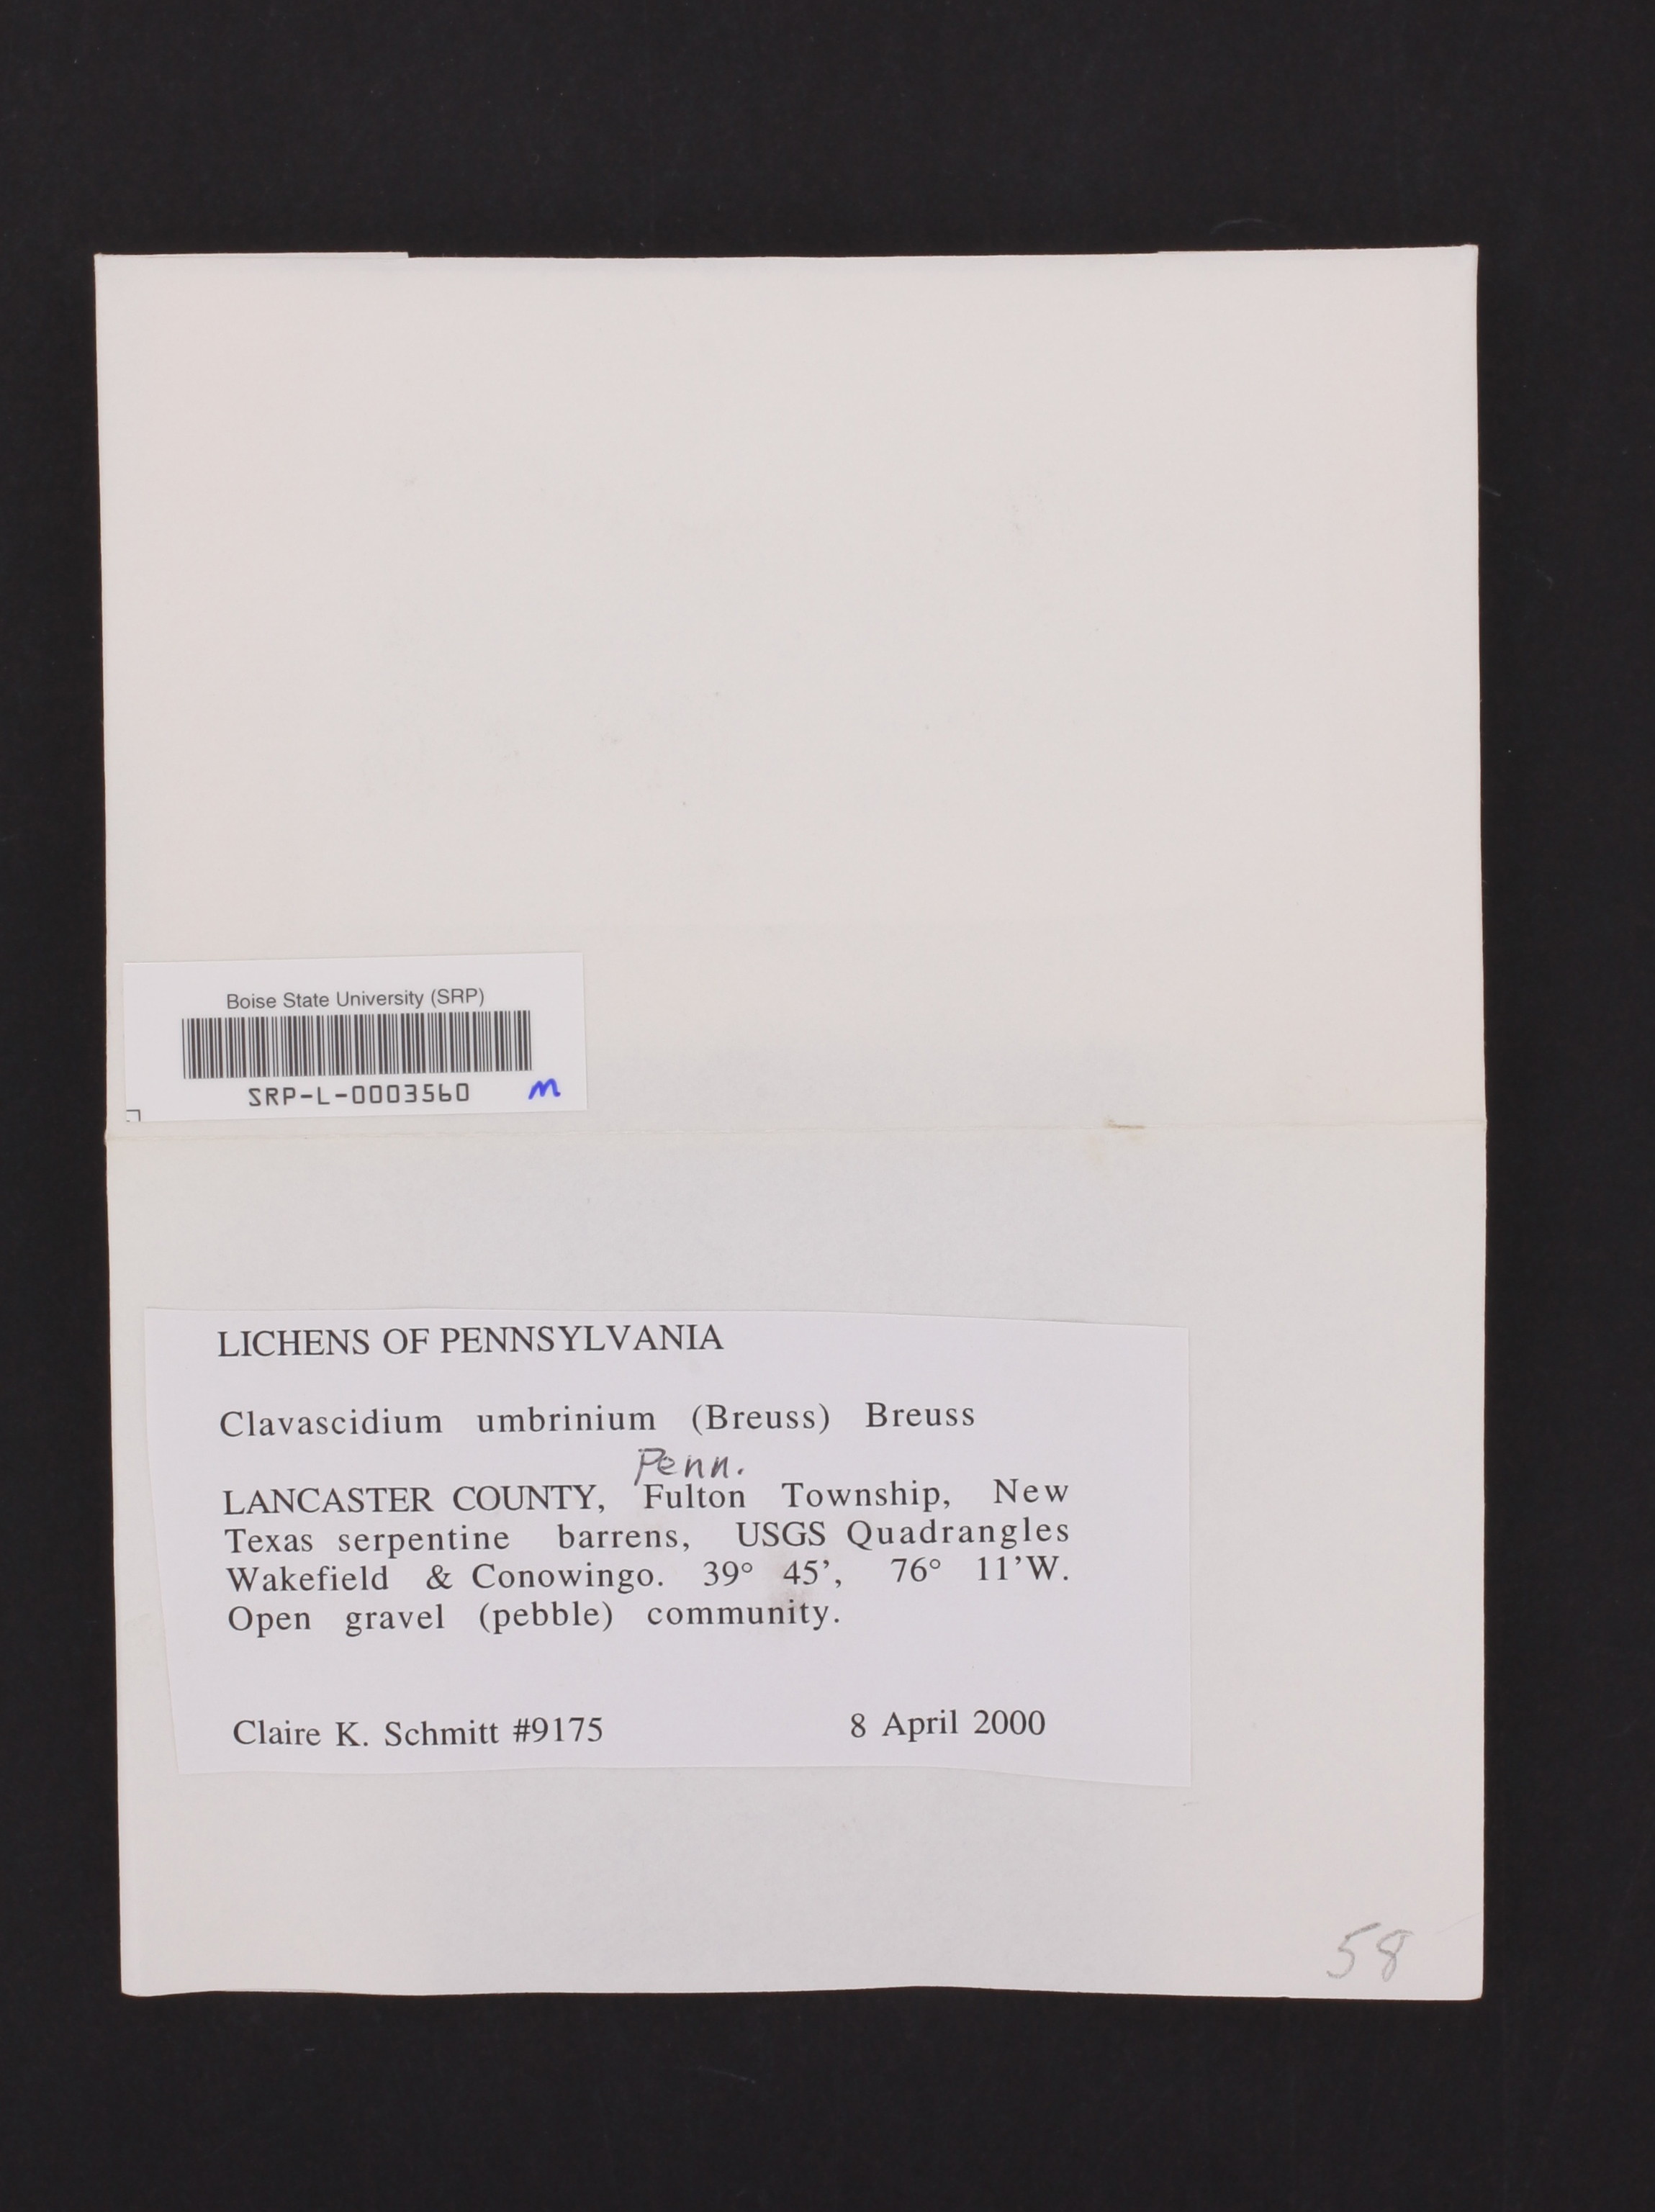 Boise State University (SRP)
SRP-L-0003560 m
LICHENS OF PENNSYLVANIA
Clavascidium umbrinium (Breuss) Breuss
Penn.
LANCASTER COUNTY, Fulton Township, New
Texas serpentine barrens, USGS Quadrangles
Wakefield & Conowingo. 39° 45’, 76° 11’W.
Open gravel (pebble) community.
Claire K. Schmitt #9175 8 April 2000
58